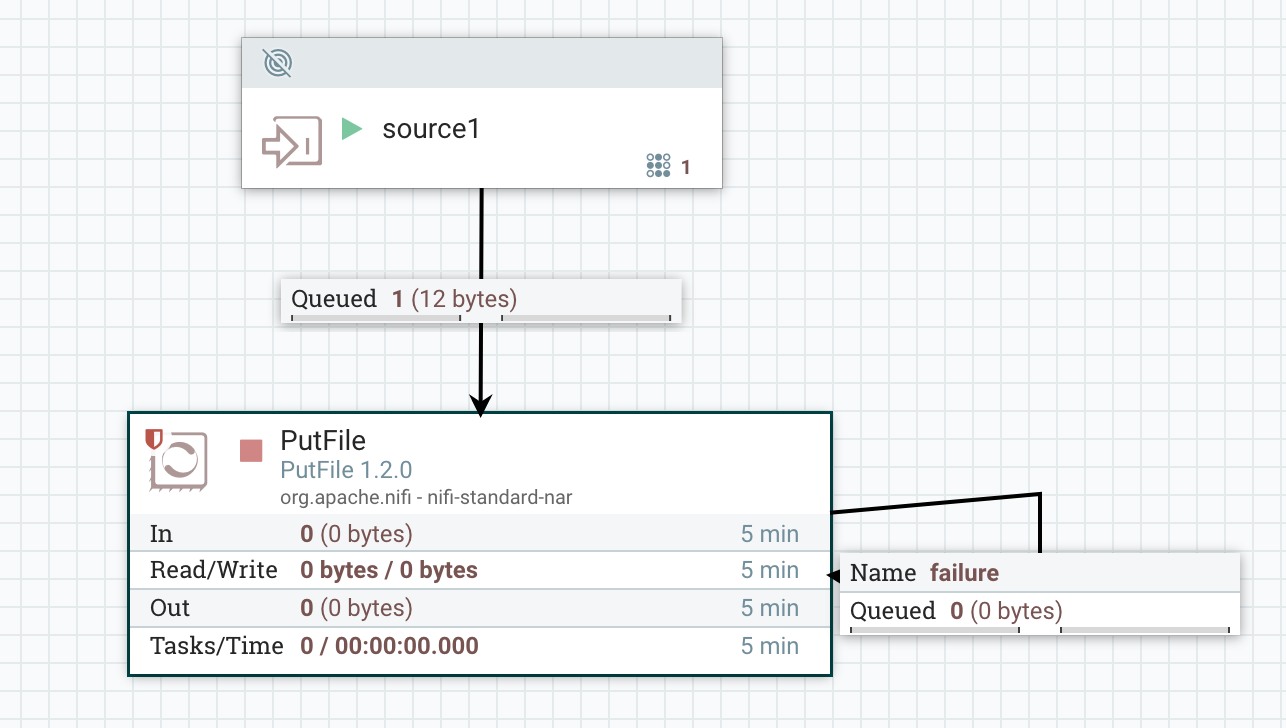 source1
1
Queued 1 (12 bytes)
PutFile
PutFile 1.2.0
org.apache.nifi - nifi-standard-nar
In 0 (0 bytes) 5 min
Read/Write 0 bytes / 0 bytes 5 min
Out 0 (0 bytes) 5 min
Tasks/Time 0 / 00:00:00.000 5 min
Name failure
Queued 0 (0 bytes)